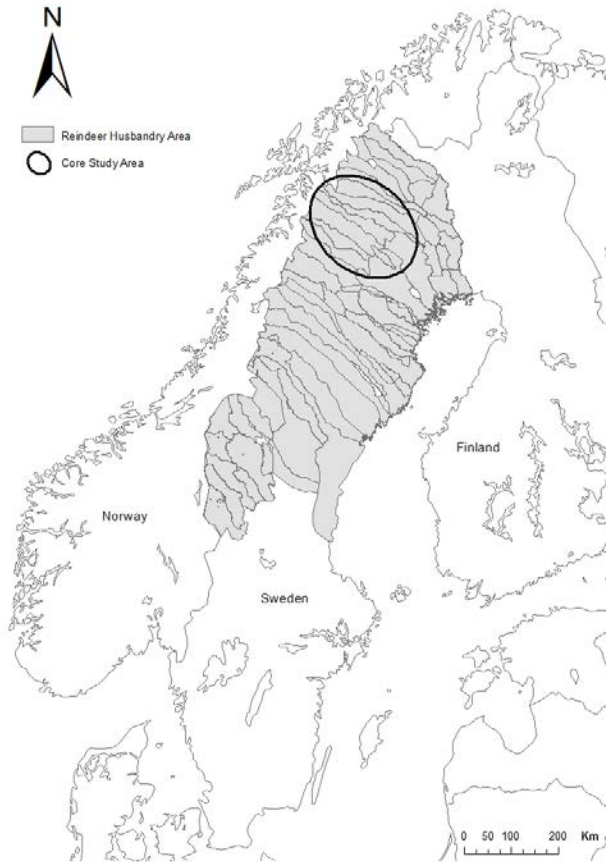 N
Reindeer Husbandry Area
Core Study Area
Finland
Norway
Sweden
0 50 100 200 Km